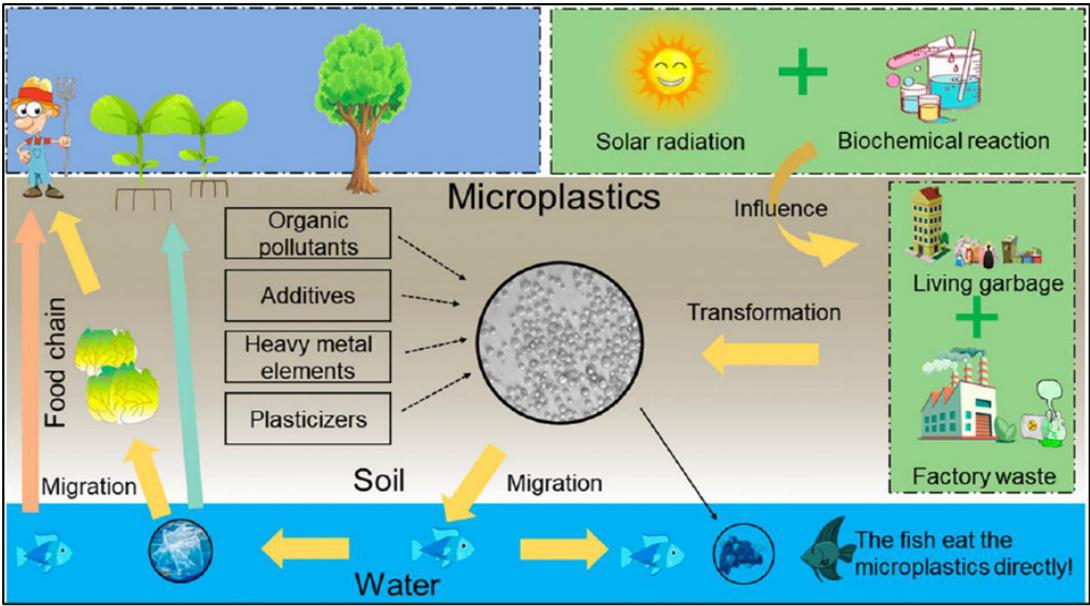 Solar radiation
Biochemical reaction
Microplastics
Influence
Organic
pollutants
Additives
Heavy metal
elements
Plasticizers
Living garbage
Transformation
Factory waste
Food chain
Migration
Soil
Migration
Water
The fish eat the
microplastics directly!